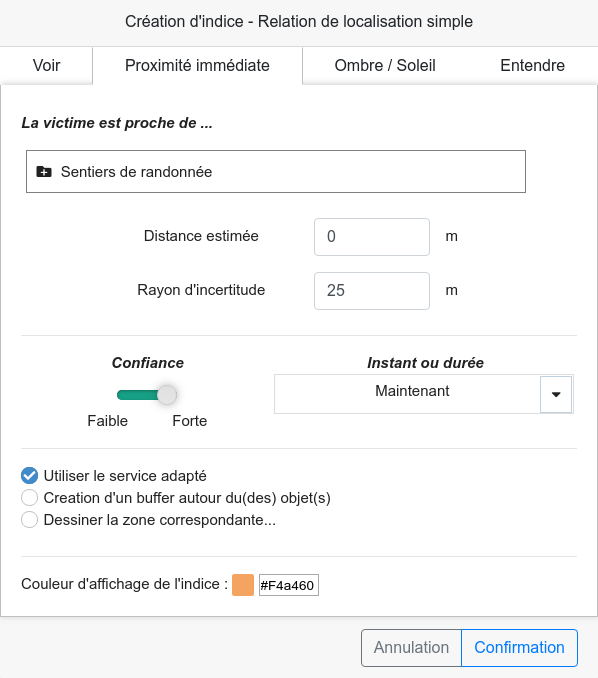 Création d'indice - Relation de localisation simple
Voir
Proximité immédiate
Ombre / Soleil
Entendre
La victime est proche de ...
Sentiers de randonnée
Distance estimée 0 m
Rayon d'incertitude 25 m
Confiance
Instant ou durée
Maintenant
Faible Forte
Utiliser le service adapté
Creation d'un buffer autour du(des) objet(s)
Dessiner la zone correspondante...
Couleur d'affichage de l'indice : #F4a460
Annulation Confirmation